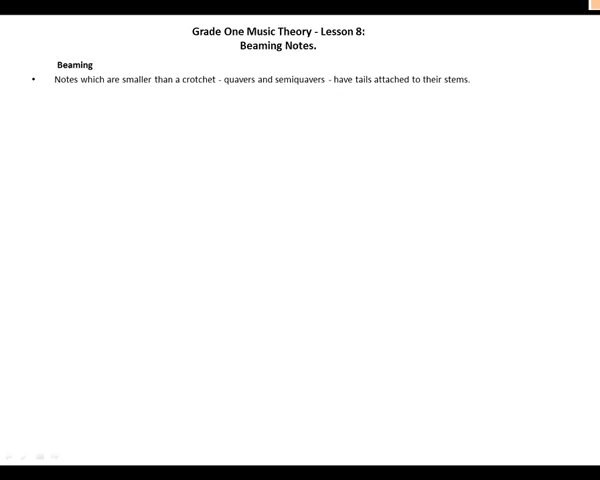 Grade One Music Theory - Lesson 8:
Beaming Notes.
Beaming
• Notes which are smaller than a crotchet - quavers and semiquavers - have tails attached to their stems.